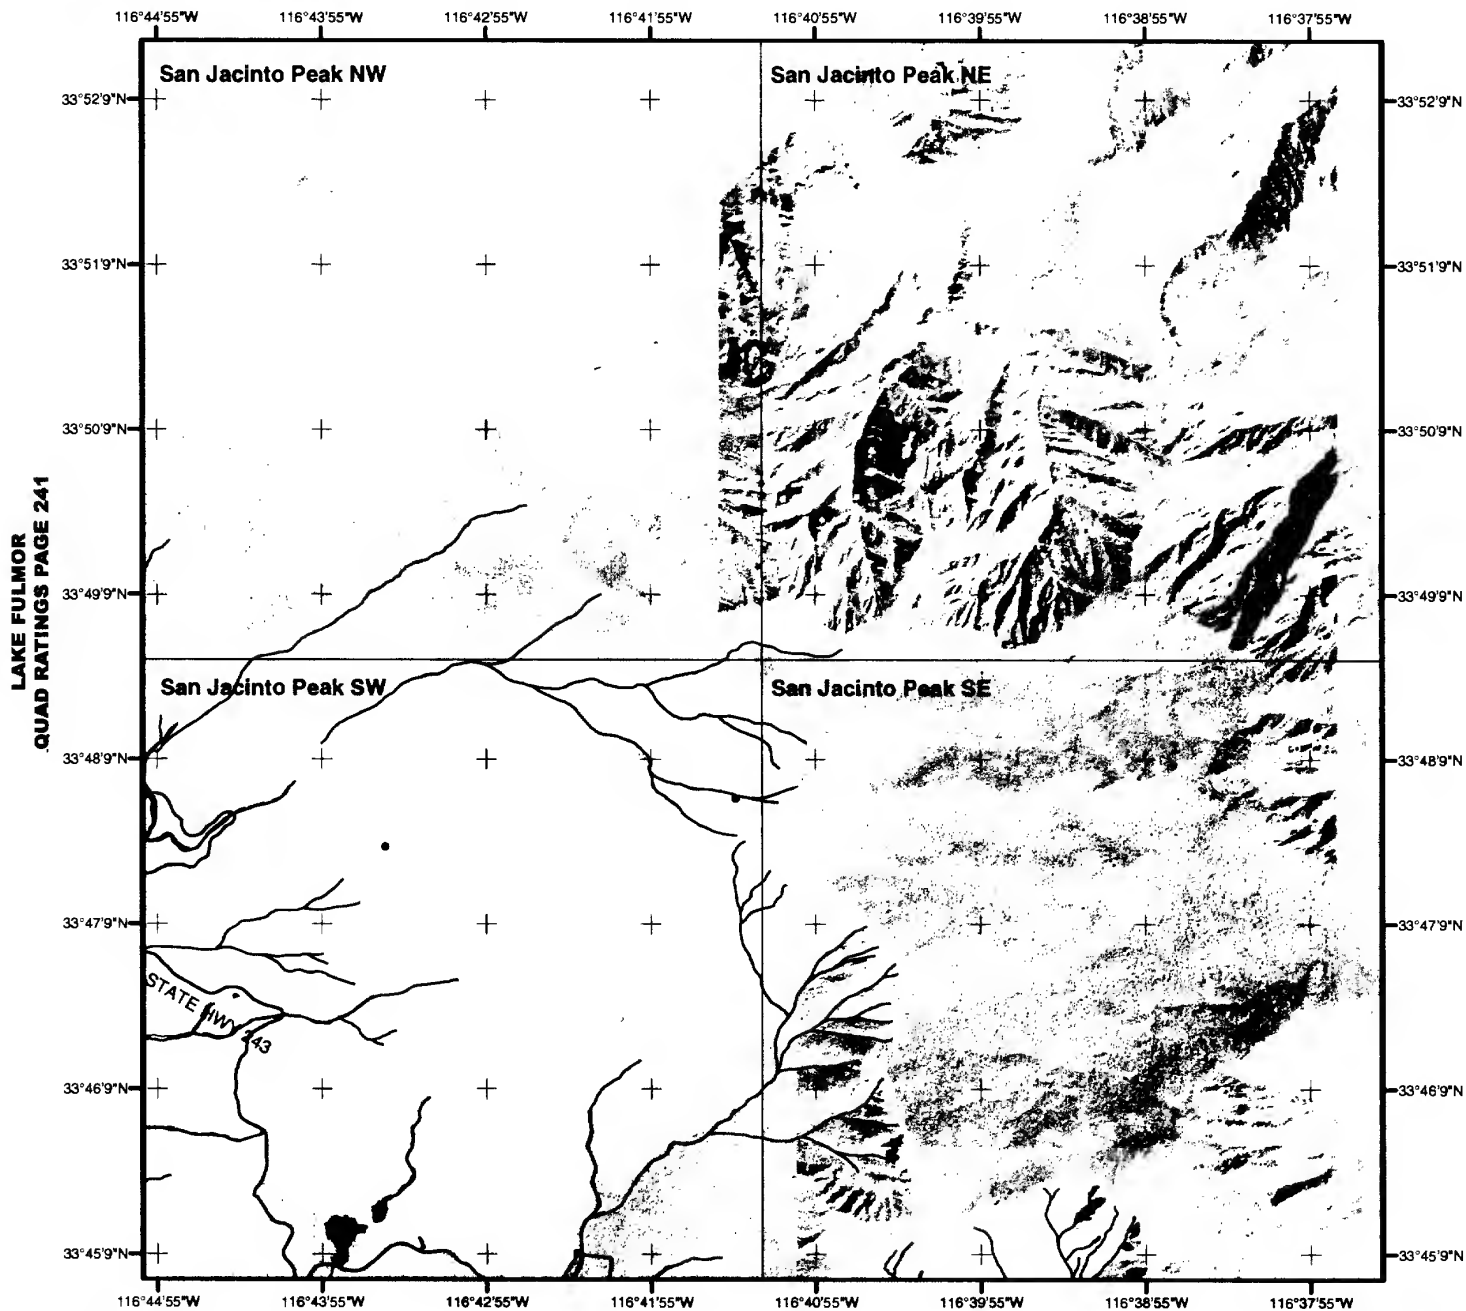 116°44'55"W 116°43'55"W 116°42'55"W 116°41'55"W 116°40'55"W 116°39'55"W 116°38'55"W 116°37'55"W
San Jacinto Peak NW
San Jacinto Peak NE
33°52'9"N
33°52'9"N
33°51'9"N
33°51'9"N
33°50'9"N
33°50'9"N
LAKE FULMOR
QUAD RATINGS PAGE 241
33°49'9"N
33°49'9"N
San Jacinto Peak SW
San Jacinto Peak SE
33°48'9"N
33°48'9"N
33°47'9"N
33°47'9"N
STATE HWY 243
33°46'9"N
33°46'9"N
33°45'9"N
33°45'9"N
116°44'55"W 116°43'55"W 116°42'55"W 116°41'55"W 116°40'55"W 116°39'55"W 116°38'55"W 116°37'55"W